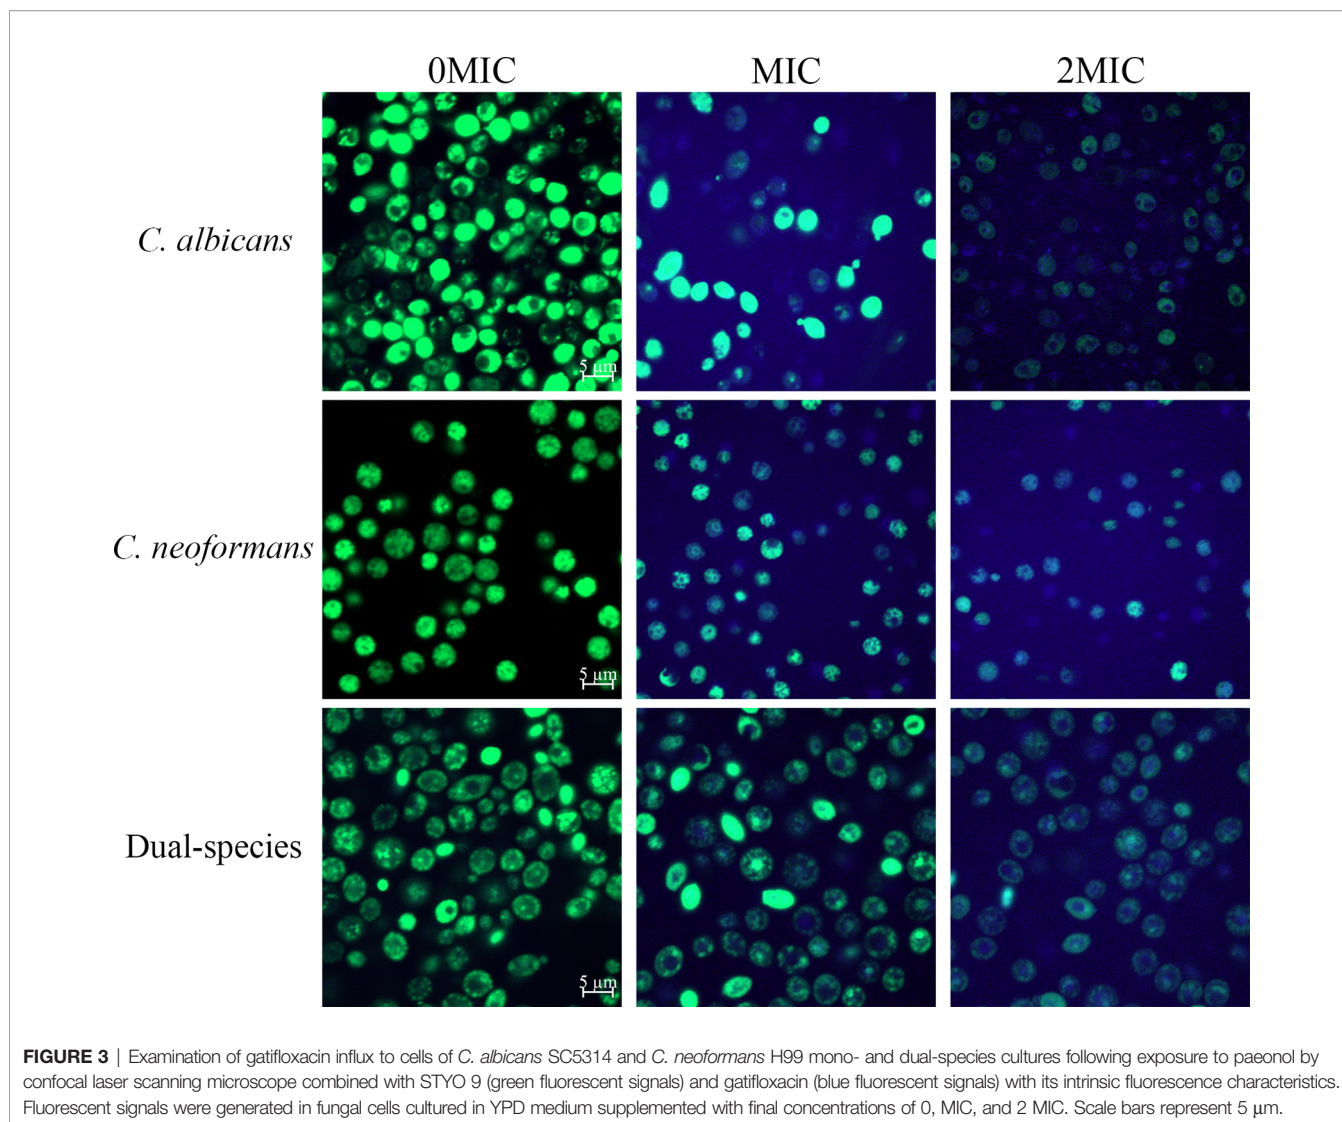 0MIC MIC 2MIC
C. albicans
5 µm
C. neoformans
5 µm
Dual-species
5 µm
FIGURE 3 | Examination of gatifloxacin influx to cells of C. albicans SC5314 and C. neoformans H99 mono- and dual-species cultures following exposure to paeonol by
confocal laser scanning microscope combined with STYO 9 (green fluorescent signals) and gatifloxacin (blue fluorescent signals) with its intrinsic fluorescence characteristics.
Fluorescent signals were generated in fungal cells cultured in YPD medium supplemented with final concentrations of 0, MIC, and 2 MIC. Scale bars represent 5 µm.